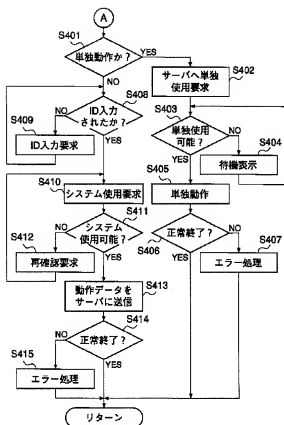 A
S401
単独動作か?
YES
NO
サーバへ単独
使用要求
S402
S408
ID入力
されたか?
NO
YES
S403
単独使用
可能?
NO
YES
S409
ID入力要求
S404
待機表示
S405
単独動作
S410
システム使用要求
S411
システム
使用可能?
NO
YES
S412
再確認要求
S406
正常終了?
NO
YES
S407
エラー処理
動作データを
サーバに送信
S413
S414
正常終了?
NO
YES
S415
エラー処理
リターン